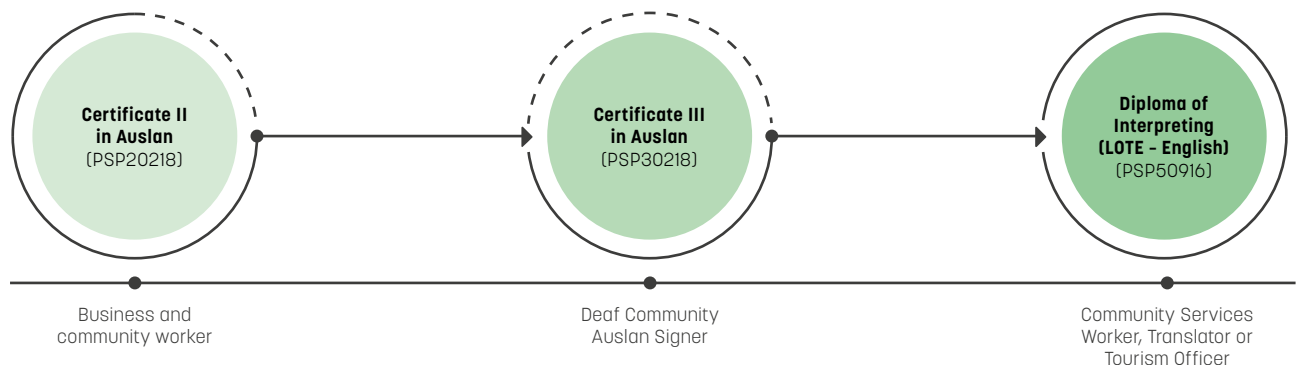 Certificate II
in Auslan
(PSP20218)
Certificate III
in Auslan
(PSP30218)
Diploma of
Interpreting
(LOTE - English)
(PSP50916)
Business and
community worker
Deaf Community
Auslan Signer
Community Services
Worker, Translator or
Tourism Officer